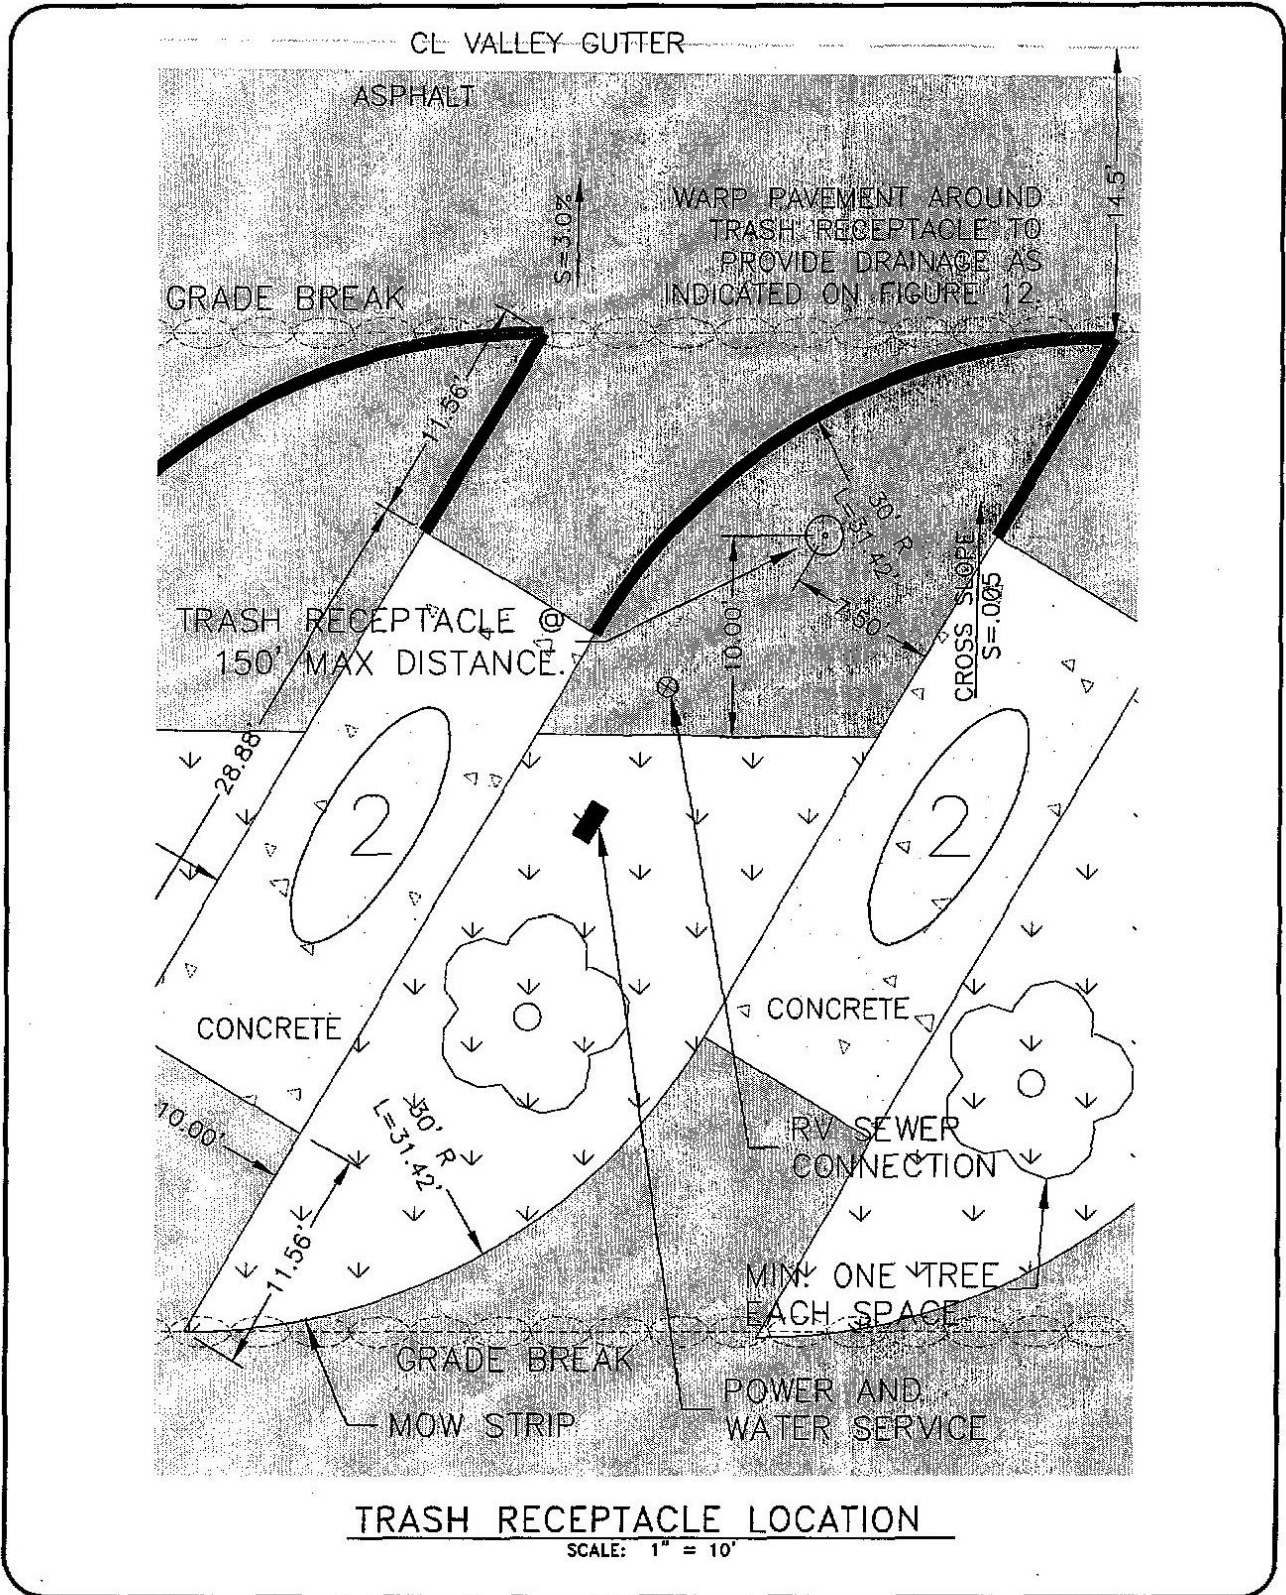 CL VALLEY GUTTER
ASPHALT
14.5'
S=3.0%
WARP PAVEMENT AROUND
TRASH RECEPTACLE TO
PROVIDE DRAINAGE AS
INDICATED ON FIGURE 12.
GRADE BREAK
11.56'
30' R
L=31.42'
CROSS SLOPE
S=.005
TRASH RECEPTACLE @
150' MAX DISTANCE.
10.00'
7.60'
28.88'
2
2
CONCRETE
CONCRETE
10.00'
30' R
L=31.42'
RV SEWER
CONNECTION
11.56'
MIN. ONE TREE
EACH SPACE
GRADE BREAK
MOW STRIP
POWER AND
WATER SERVICE
TRASH RECEPTACLE LOCATION
SCALE: 1" = 10'